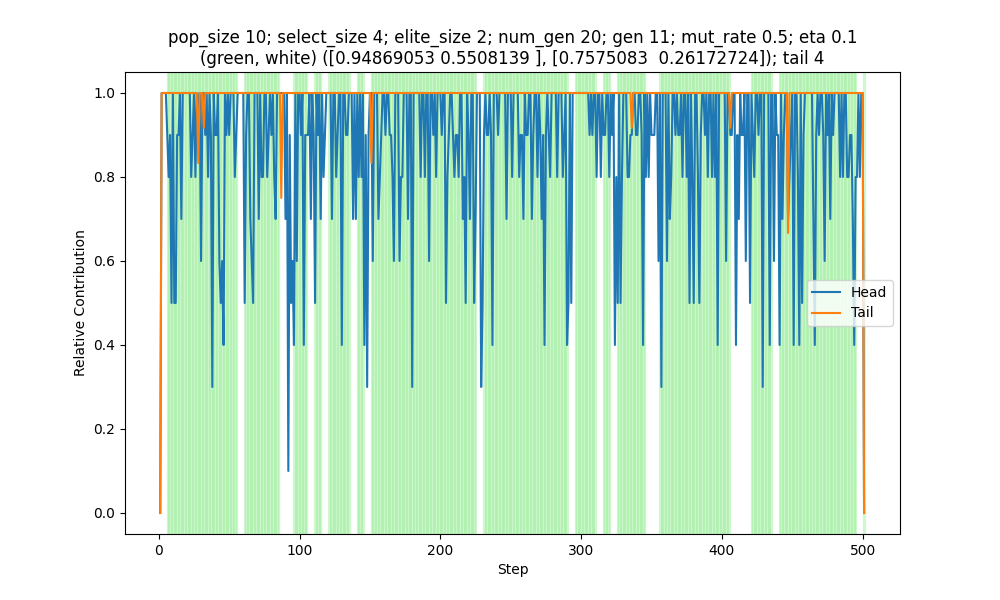 pop_size 10; select_size 4; elite_size 2; num_gen 20; gen 11; mut_rate 0.5; eta 0.1
(green, white) ([0.94869053 0.5508139 ], [0.7575083  0.26172724]); tail 4
Relative Contribution
1.0
0.8
0.6
0.4
0.2
0.0
Head
Tail
0 100 200 300 400 500
Step